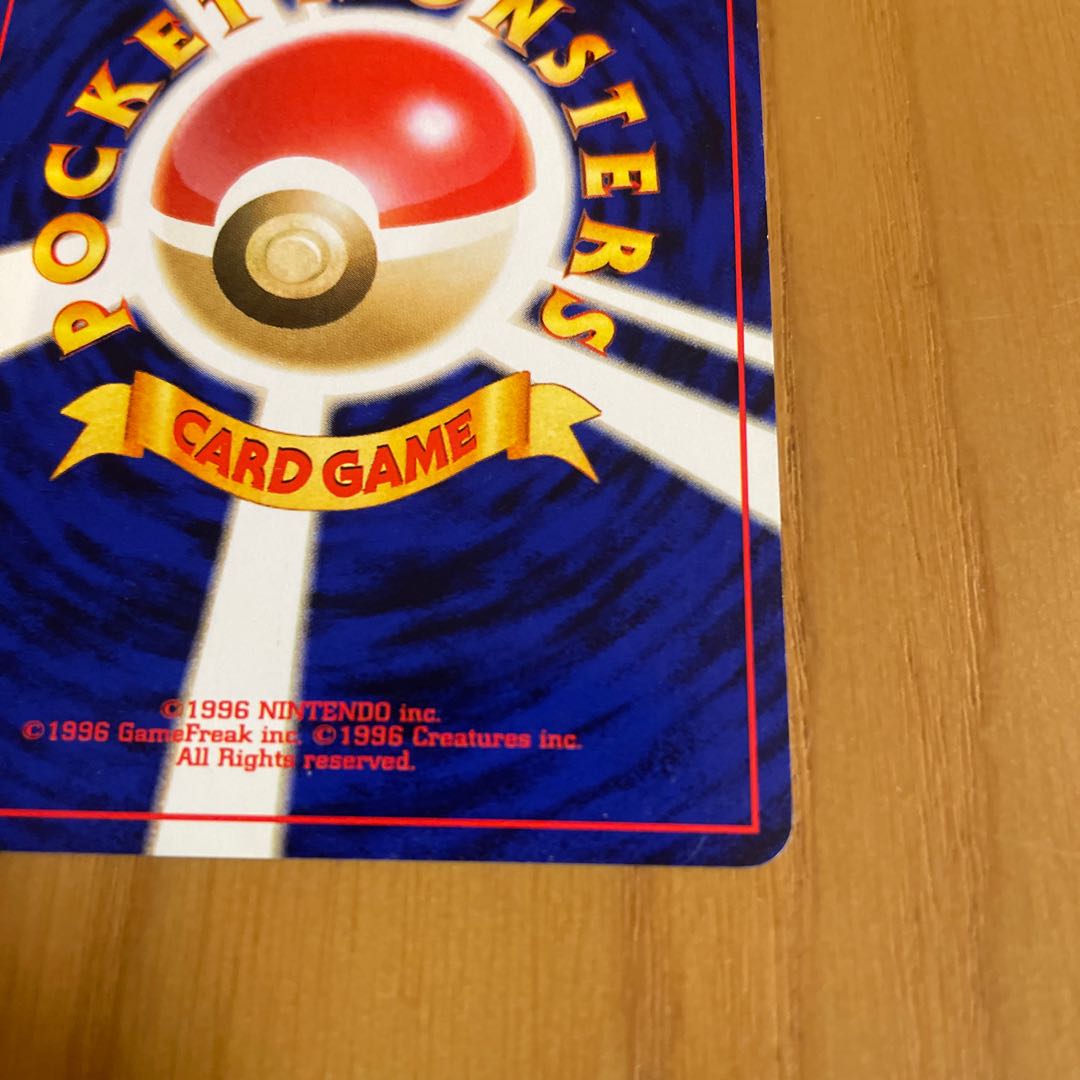 POCKET MONSTERS
CARD GAME
©1996 NINTENDO inc.
©1996 GameFreak inc. ©1996 Creatures inc.
All Rights reserved.